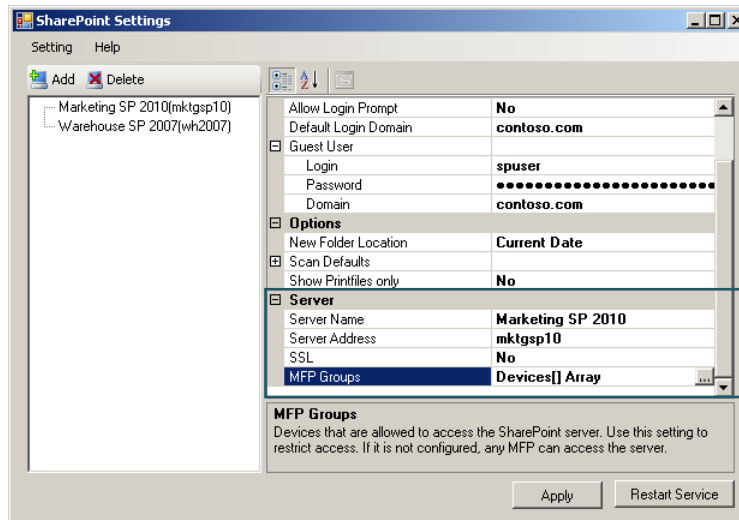 SharePoint Settings
Setting Help
Add Delete
Marketing SP 2010(mktgsp10)
Warehouse SP 2007(wh2007)
Allow Login Prompt No
Default Login Domain contoso.com
Guest User
Login spuser
Password ●●●●●●●●●●●●●●●●●●●●●●●●
Domain contoso.com
Options
New Folder Location Current Date
Scan Defaults
Show Printfiles only No
Server
Server Name Marketing SP 2010
Server Address mktgsp10
SSL No
MFP Groups Devices[] Array ...
MFP Groups
Devices that are allowed to access the SharePoint server. Use this setting to
restrict access. If it is not configured, any MFP can access the server.
Apply Restart Service